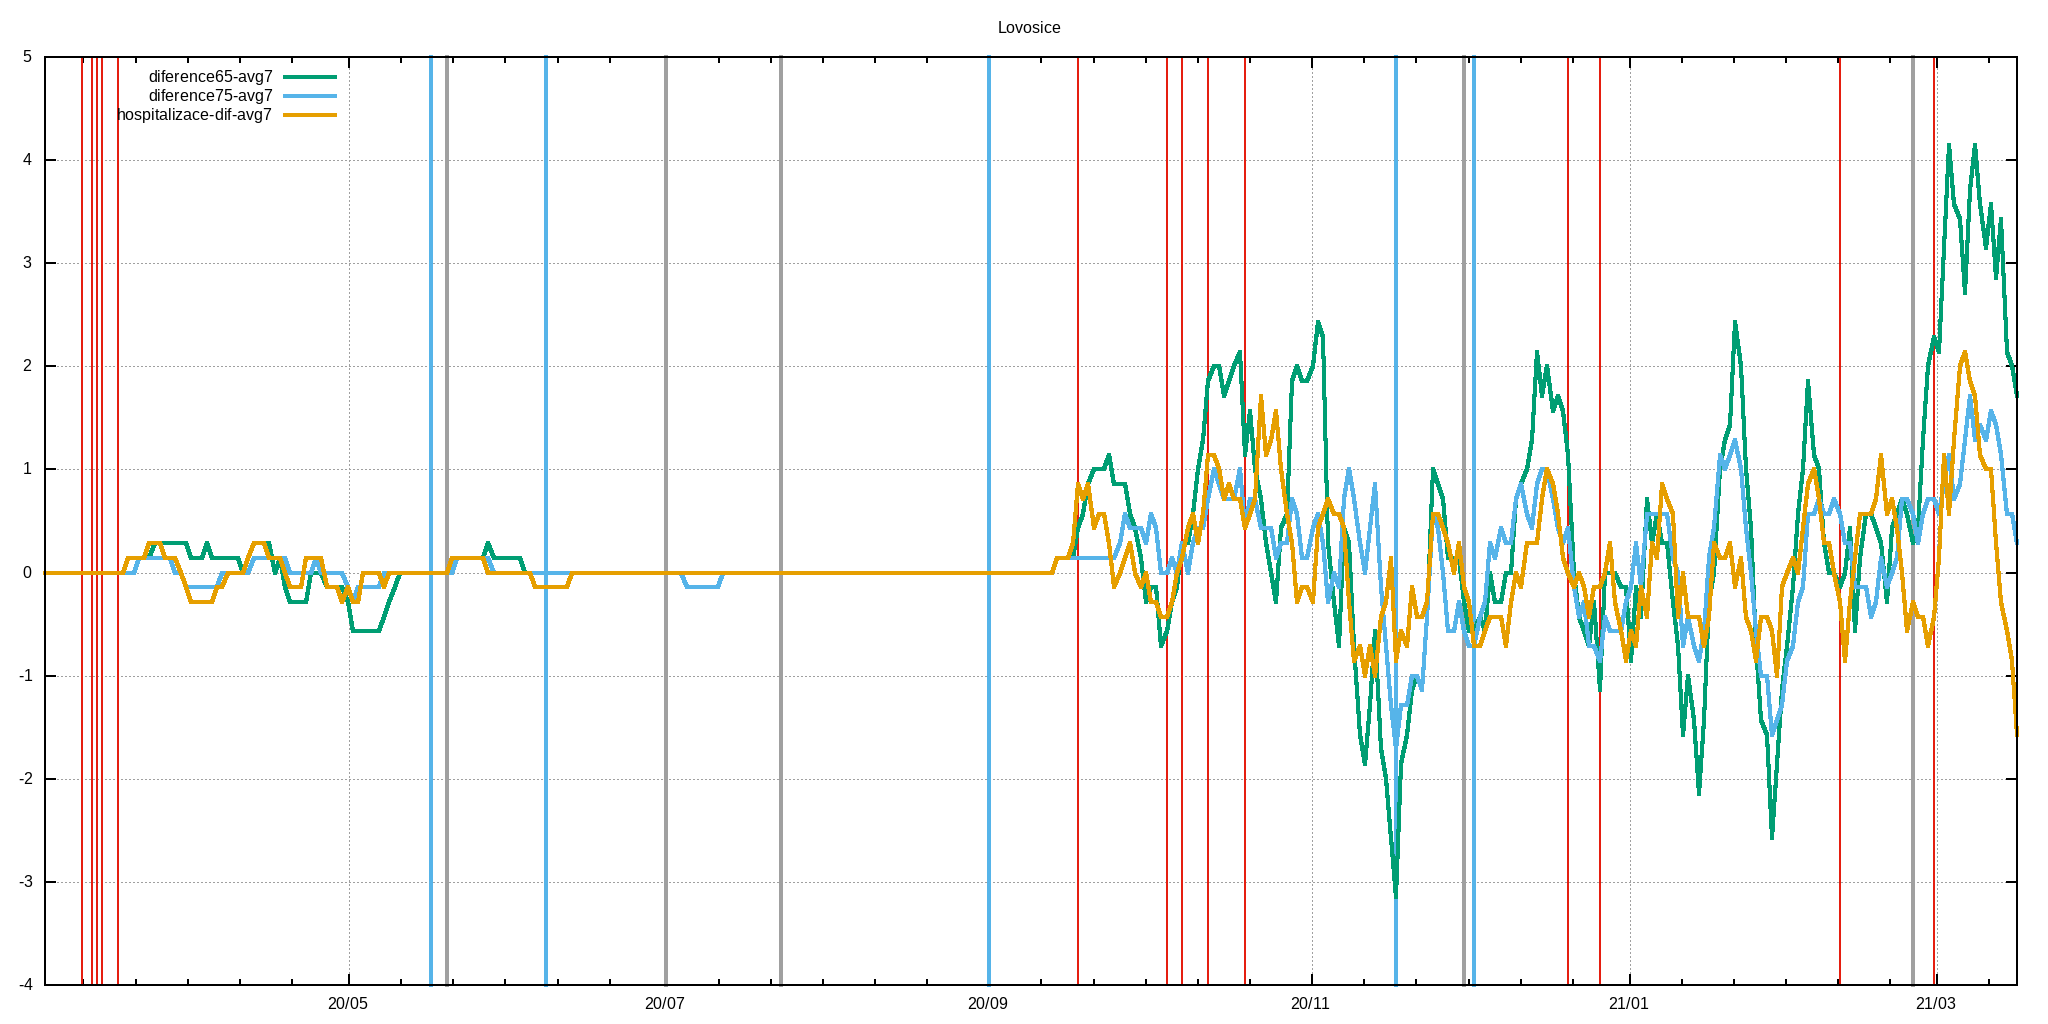 Lovosice
5
diference65-avg7
diference75-avg7
hospitalizace-dif-avg7
4
3
2
1
0
-1
-2
-3
-4
20/05 20/07 20/09 20/11 21/01 21/03